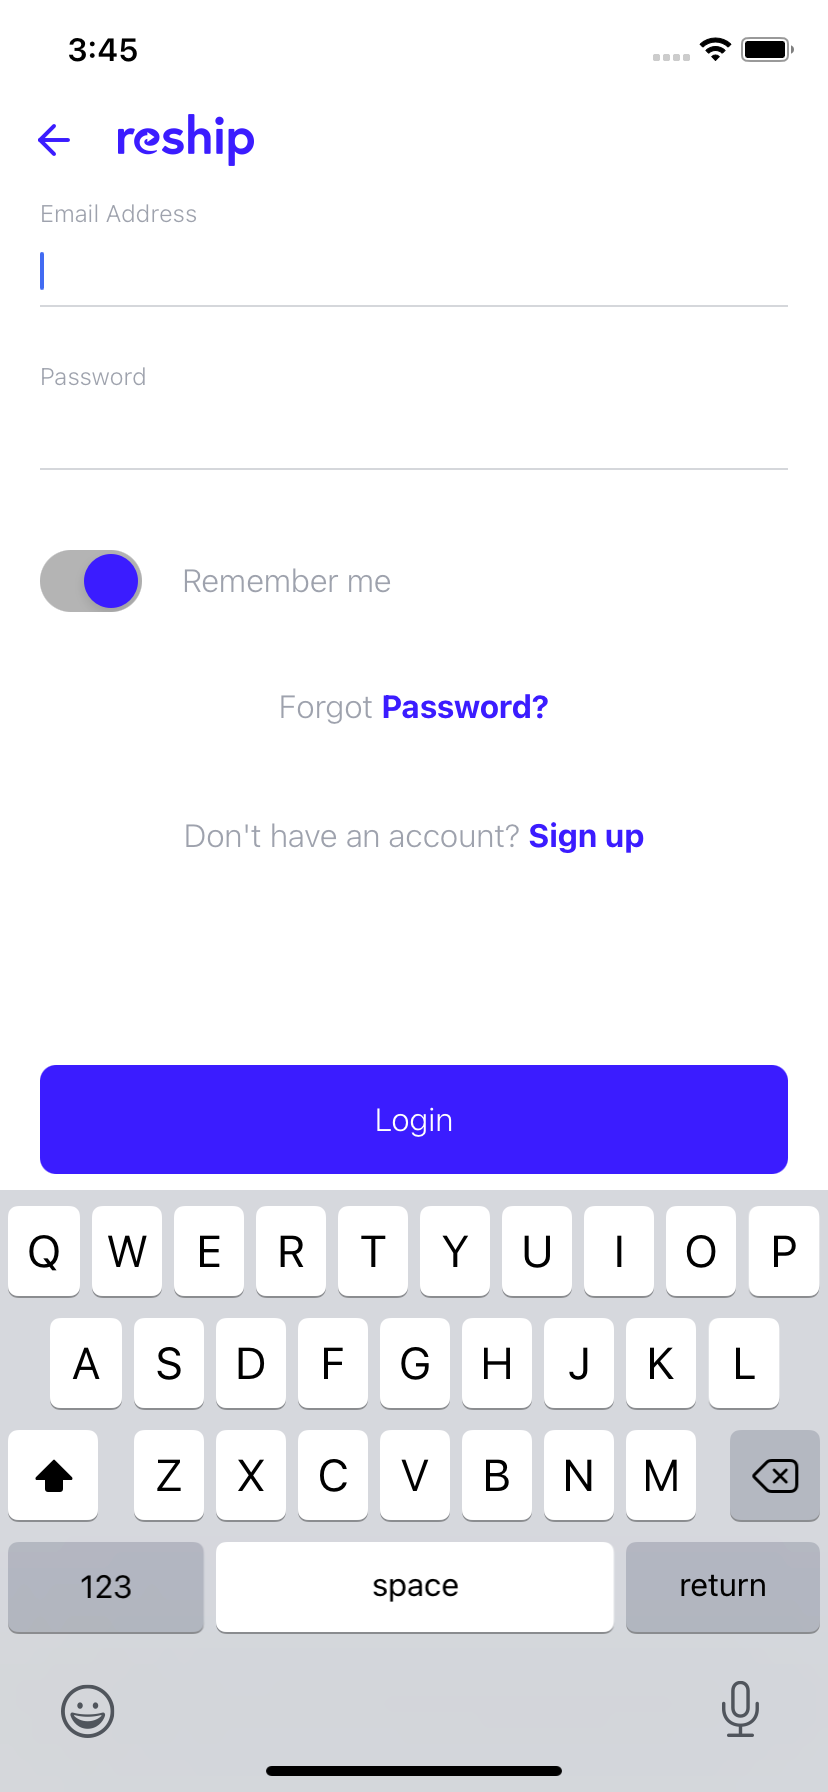 3:45
reship
Email Address
Password
Remember me
Forgot Password?
Don't have an account? Sign up
Login
Q W E R T Y U I O P
A S D F G H J K L
Z X C V B N M
123 space return